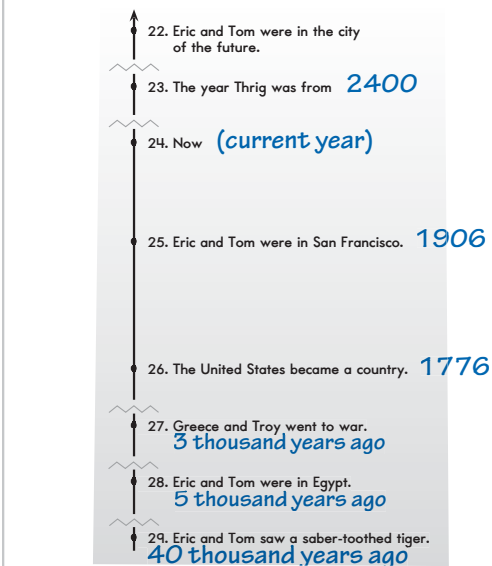 22. Eric and Tom were in the city
of the future.
23. The year Thrig was from 2400
24. Now (current year)
25. Eric and Tom were in San Francisco. 1906
26. The United States became a country. 1776
27. Greece and Troy went to war.
3 thousand years ago
28. Eric and Tom were in Egypt.
5 thousand years ago
29. Eric and Tom saw a saber-toothed tiger.
40 thousand years ago